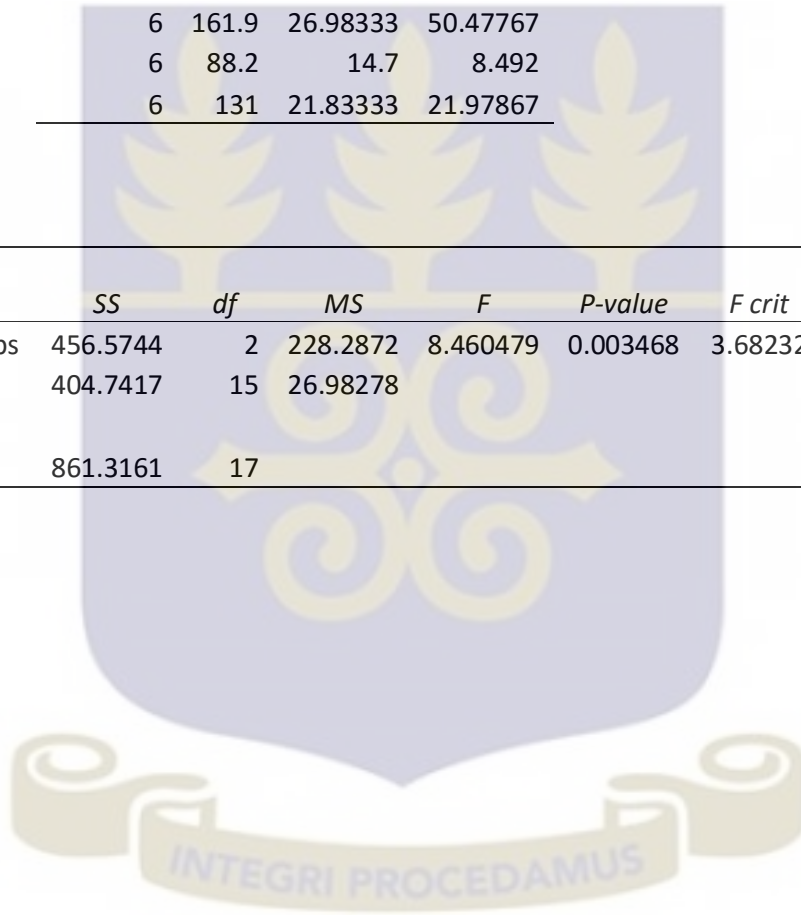 6 161.9 26.98333 50.47767
6 88.2 14.7 8.492
6 131 21.83333 21.97867
SS df MS F P-value F crit
ps 456.5744 2 228.2872 8.460479 0.003468 3.68232
404.7417 15 26.98278
861.3161 17
INTEGRI PROCEDAMUS